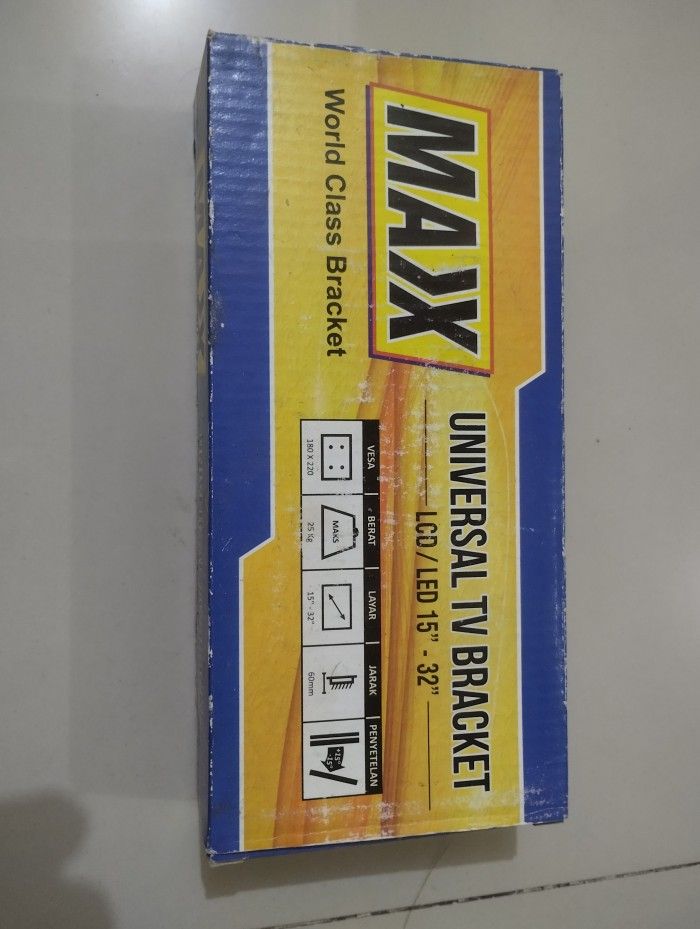 MAXX
World Class Bracket
UNIVERSAL TV BRACKET
LCD/LED 15” - 32”
VESA
180 X 220
BERAT
MAKS
25 Kg
LAYAR
15" - 32"
JARAK
60mm
PENYETELAN
+15°
-15°